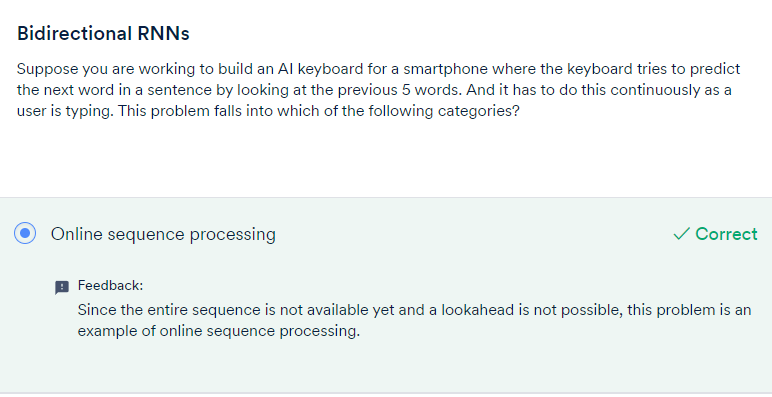 Bidirectional RNNs
Suppose you are working to build an AI keyboard for a smartphone where the keyboard tries to predict
the next word in a sentence by looking at the previous 5 words. And it has to do this continuously as a
user is typing. This problem falls into which of the following categories?
Online sequence processing
Correct
Feedback:
Since the entire sequence is not available yet and a lookahead is not possible, this problem is an
example of online sequence processing.